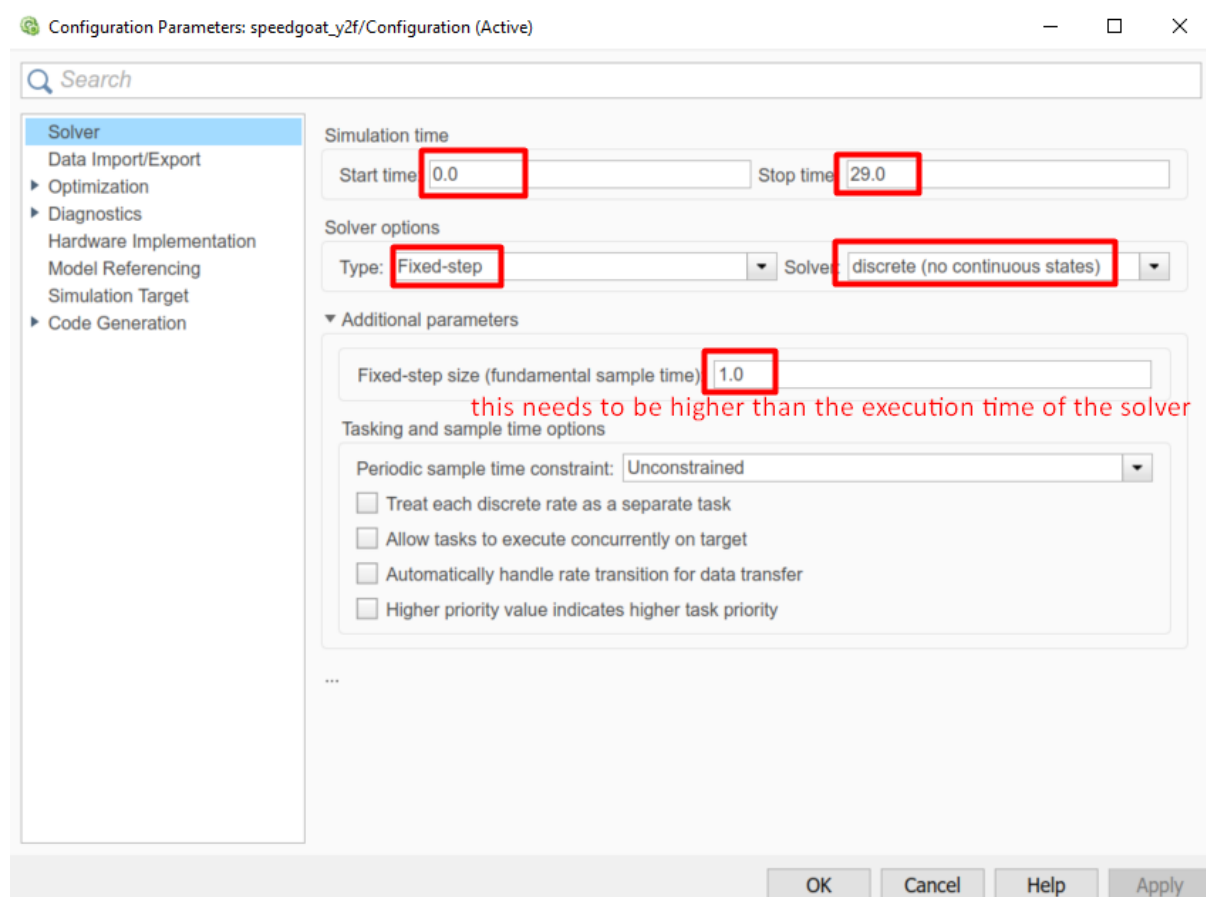 Configuration Parameters: speedgoat_y2f/Configuration (Active)
Search
Solver
Data Import/Export
Optimization
Diagnostics
Hardware Implementation
Model Referencing
Simulation Target
Code Generation
Simulation time
Start time 0.0 Stop time 29.0
Solver options
Type: Fixed-step Solver discrete (no continuous states)
Additional parameters
Fixed-step size (fundamental sample time) 1.0
this needs to be higher than the execution time of the solver
Tasking and sample time options
Periodic sample time constraint: Unconstrained
Treat each discrete rate as a separate task
Allow tasks to execute concurrently on target
Automatically handle rate transition for data transfer
Higher priority value indicates higher task priority
...
OK Cancel Help Apply